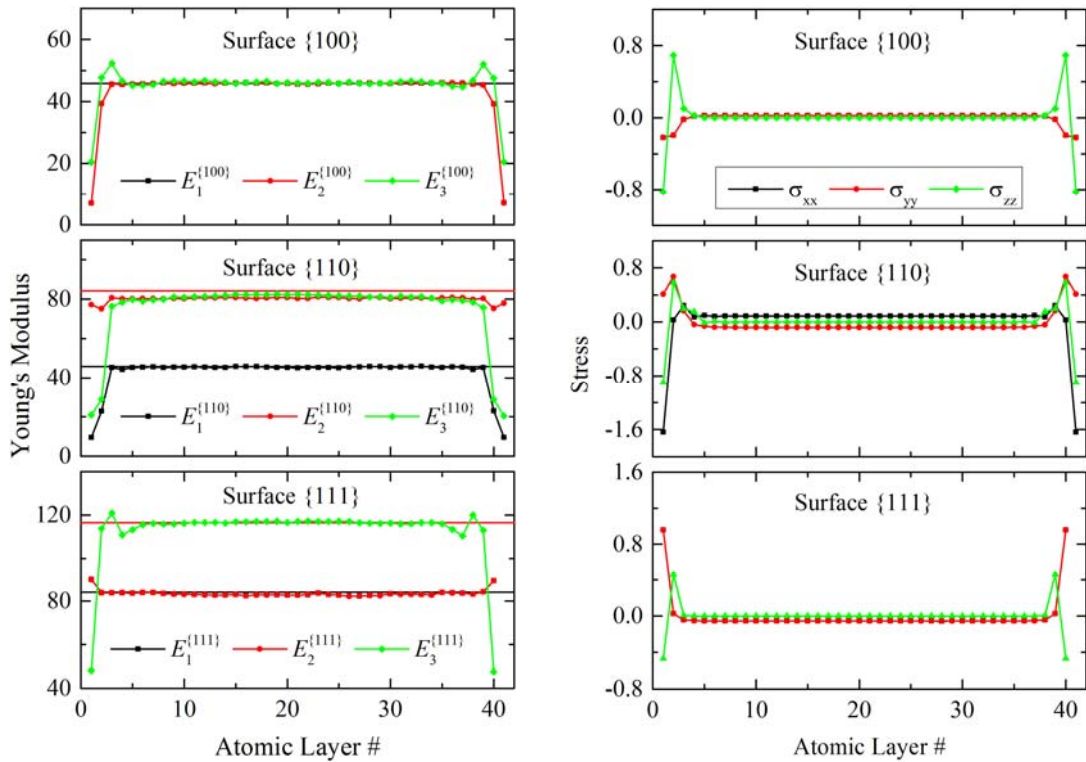 Young's Modulus
Surface {100}
60
40
20
0
E₁^{100} E₂^{100} E₃^{100}
Surface {110}
80
40
0
E₁^{110} E₂^{110} E₃^{110}
Surface {111}
120
80
40
E₁^{111} E₂^{111} E₃^{111}
0 10 20 30 40
Atomic Layer #
Stress
Surface {100}
0.8
0.0
-0.8
σxx σyy σzz
Surface {110}
0.8
0.0
-0.8
-1.6
Surface {111}
1.6
0.8
0.0
-0.8
0 10 20 30 40
Atomic Layer #